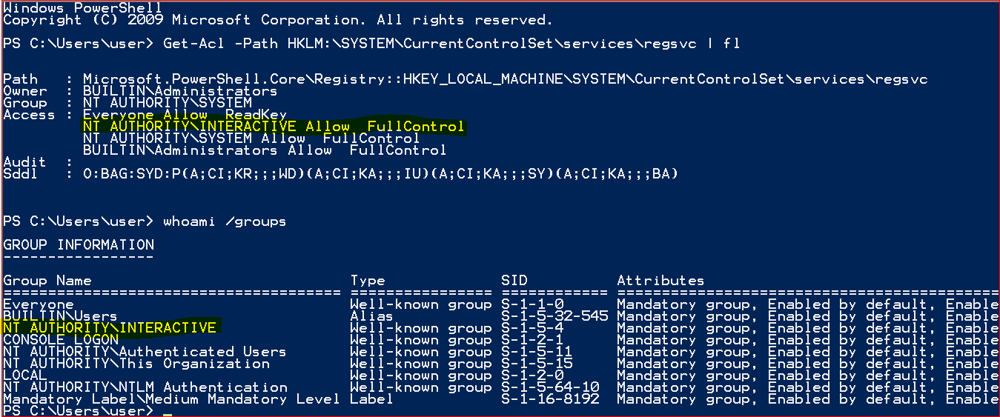 Windows PowerShell
Copyright (C) 2009 Microsoft Corporation. All rights reserved.
PS C:\Users\user> Get-Acl -Path HKLM:\SYSTEM\CurrentControlSet\services\regsvc | fl
Path   : Microsoft.PowerShell.Core\Registry::HKEY_LOCAL_MACHINE\SYSTEM\CurrentControlSet\services\regsvc
Owner  : BUILTIN\Administrators
Group  : NT AUTHORITY\SYSTEM
Access : Everyone Allow  ReadKey
         NT AUTHORITY\INTERACTIVE Allow  FullControl
         NT AUTHORITY\SYSTEM Allow  FullControl
         BUILTIN\Administrators Allow  FullControl
Audit  :
Sddl   : O:BAG:SYD:P(A;CI;KR;;;WD)(A;CI;KA;;;IU)(A;CI;KA;;;SY)(A;CI;KA;;;BA)
PS C:\Users\user> whoami /groups
GROUP INFORMATION
-----------------
Group Name                             Type             SID          Attributes
====================================== ================ ============ ===========================================
Everyone                               Well-known group S-1-1-0      Mandatory group, Enabled by default, Enable
BUILTIN\Users                          Alias            S-1-5-32-545 Mandatory group, Enabled by default, Enable
NT AUTHORITY\INTERACTIVE               Well-known group S-1-5-4      Mandatory group, Enabled by default, Enable
CONSOLE LOGON                          Well-known group S-1-2-1      Mandatory group, Enabled by default, Enable
NT AUTHORITY\Authenticated Users       Well-known group S-1-5-11     Mandatory group, Enabled by default, Enable
NT AUTHORITY\This Organization         Well-known group S-1-5-15     Mandatory group, Enabled by default, Enable
LOCAL                                  Well-known group S-1-2-0      Mandatory group, Enabled by default, Enable
NT AUTHORITY\NTLM Authentication       Well-known group S-1-5-64-10  Mandatory group, Enabled by default, Enable
Mandatory Label\Medium Mandatory Level Label            S-1-16-8192  Mandatory group, Enabled by default, Enable
PS C:\Users\user> _